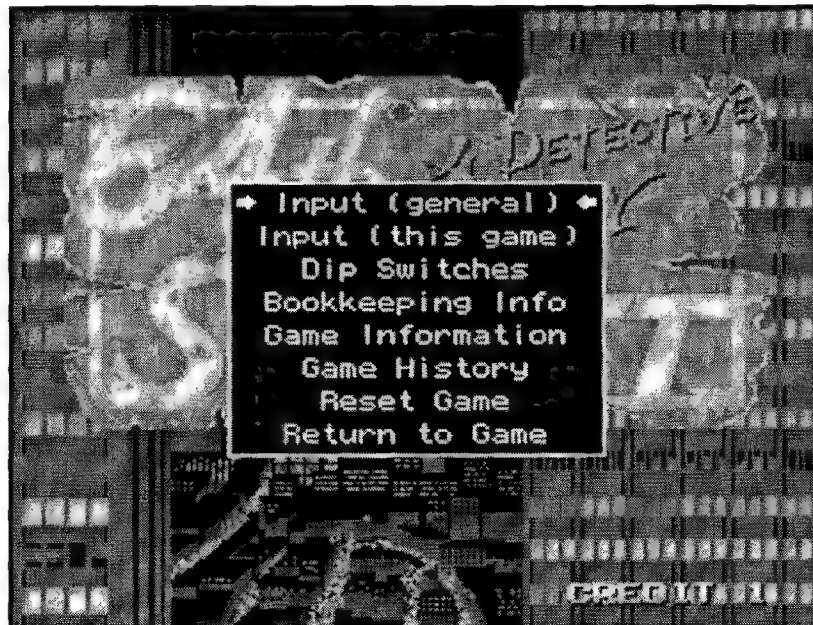 J. DETECTIVE
Input (general)
Input (this game)
Dip Switches
Bookkeeping Info
Game Information
Game History
Reset Game
Return to Game
CREDIT 1